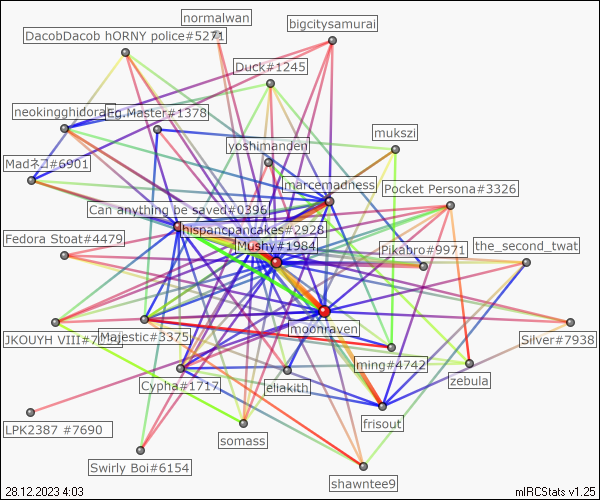 normalwan
bigcitysamurai
DacobDacob hORNY police#5271
Duck#1245
neokingghidora
Eg.Master#1378
mukszi
yoshimanden
Madネコ#6901
marcemadness
Pocket Persona#3326
Can anything be saved#0396
hispancpancakes#2928
Fedora Stoat#4479
Mushy#1984
Pikabro#9971
the_second_twat
moonraven
JKOUYH VIII#7
Majestic#3375
Silver#7938
ming#4742
zebula
Cypha#1717
eliakith
LPK2387 #7690
frisout
somass
Swirly Boi#6154
shawntee9
28.12.2023 4:03
mIRCStats v1.25